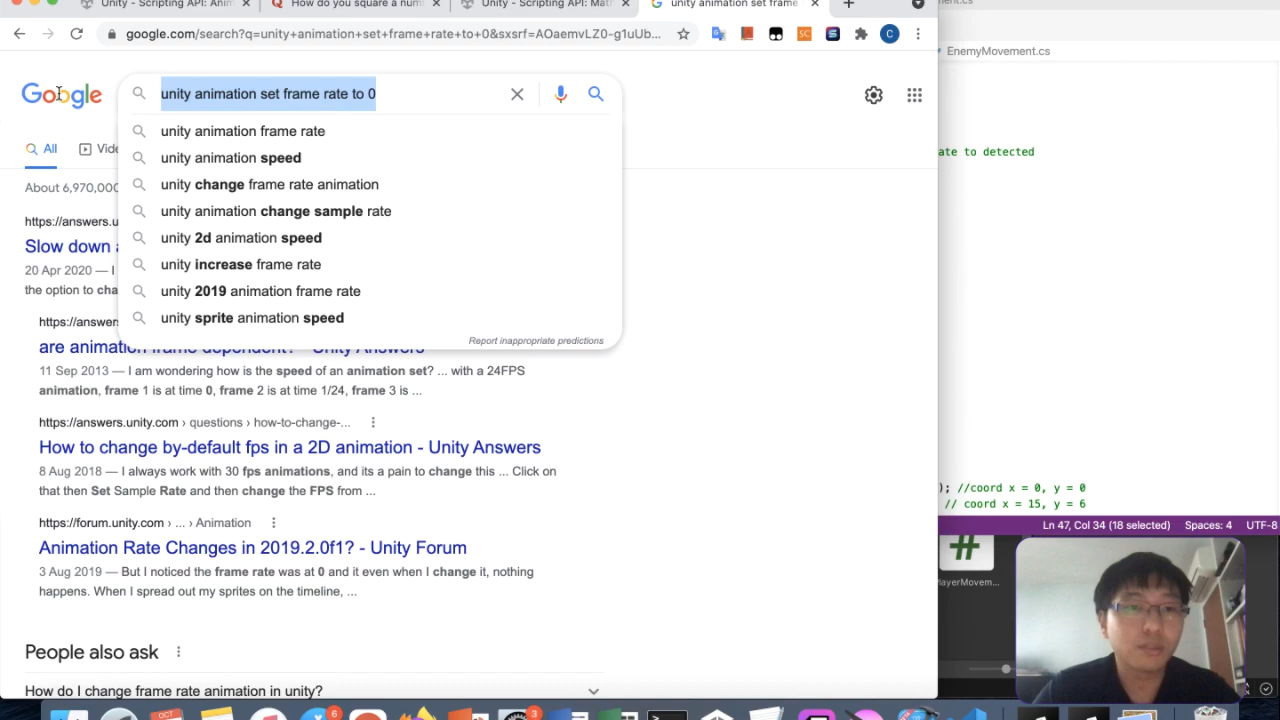 Unity - Scripting API: Anim
How do you square a num
Unity - Scripting API: Math
unity animation set frame
ement.cs
google.com/search?q=unity+animation+set+frame+rate+to+0&sxsrf=AOaemvLZ0-g1uUb...
SC
C
EnemyMovement.cs
Google
unity animation set frame rate to 0
unity animation frame rate
All
Vide
ate to detected
unity animation speed
About 6,970,000
unity change frame rate animation
unity animation change sample rate
https://answers.u
unity 2d animation speed
Slow down a
unity increase frame rate
20 Apr 2020 — I
the option to cha
unity 2019 animation frame rate
unity sprite animation speed
https://answers
Report inappropriate predictions
are animation frame dependent? - Unity Answers
11 Sep 2013 — I am wondering how is the speed of an animation set? ... with a 24FPS
animation, frame 1 is at time 0, frame 2 is at time 1/24, frame 3 is ...
https://answers.unity.com › questions › how-to-change-...
How to change by-default fps in a 2D animation - Unity Answers
8 Aug 2018 — I always work with 30 fps animations, and its a pain to change this ... Click on
that then Set Sample Rate and then change the FPS from ...
); //coord x = 0, y = 0
// coord x = 15, y = 6
https://forum.unity.com › ... › Animation
Ln 47, Col 34 (18 selected)
Spaces: 4
UTF-8
Animation Rate Changes in 2019.2.0f1? - Unity Forum
3 Aug 2019 — But I noticed the frame rate was at 0 and it even when I change it, nothing
happens. When I spread out my sprites on the timeline, ...
#
layerMovem...
People also ask
How do I change frame rate animation in unity?
OCT
6
3